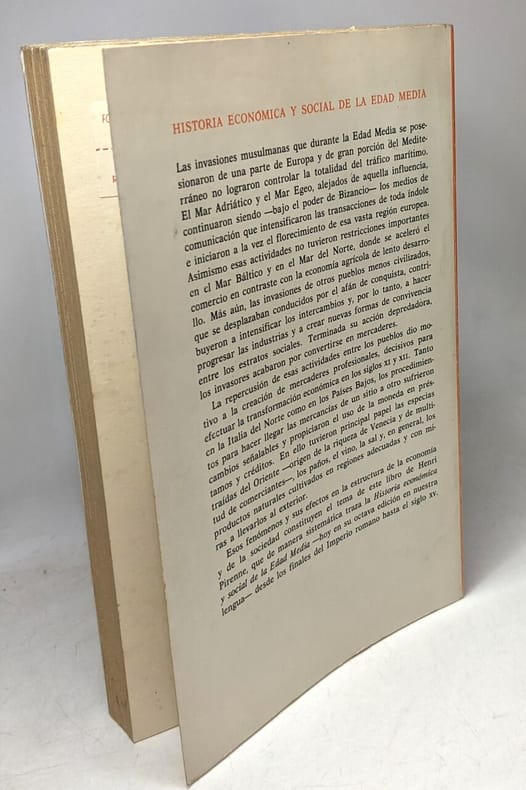 HISTORIA ECONÓMICA Y SOCIAL DE LA EDAD MEDIA
Las invasiones musulmanas que durante la Edad Media se pose-
sionaron de una parte de Europa y de gran porción del Medite-
rráneo no lograron controlar la totalidad del tráfico marítimo.
El Mar Adriático y el Mar Egeo, alejados de aquella influencia,
continuaron siendo —bajo el poder de Bizancio— los medios de
comunicación que intensificaron las transacciones de toda índole
e iniciaron a la vez el florecimiento de esa vasta región europea.
Asimismo esas actividades no tuvieron restricciones importantes
en el Mar Báltico y en el Mar del Norte, donde se aceleró el
comercio en contraste con la economía agrícola de lento desarro-
llo. Más aún, las invasiones de otros pueblos menos civilizados,
que se desplazaban conducidos por el afán de conquista, contri-
buyeron a intensificar los intercambios y, por lo tanto, a hacer
progresar las industrias y a crear nuevas formas de convivencia
entre los estratos sociales. Terminada su acción depredadora,
los invasores acabaron por convertirse en mercaderes.
La repercusión de esas actividades entre los pueblos dio mo-
tivo a la creación de mercaderes profesionales, decisivos para
efectuar la transformación económica en los siglos XI y XII. Tanto
en la Italia del Norte como en los Países Bajos, los procedimien-
tos para hacer llegar las mercancías de un sitio a otro sufrieron
cambios señalables y propiciaron el uso de la moneda en prés-
tamos y créditos. En ello tuvieron principal papel las especias
traídas del Oriente —origen de la riqueza de Venecia y de multi-
tud de comerciantes—, los paños, el vino, la sal y, en general, los
productos naturales cultivados en regiones adecuadas y con mi-
ras a llevarlos al exterior.
Esos fenómenos y sus efectos en la estructura de la economía
y de la sociedad constituyen el tema de este libro de Henri
Pirenne, que de manera sistemática traza la Historia económica
y social de la Edad Media —hoy en su octava edición en nuestra
lengua— desde los finales del Imperio romano hasta el siglo XV.